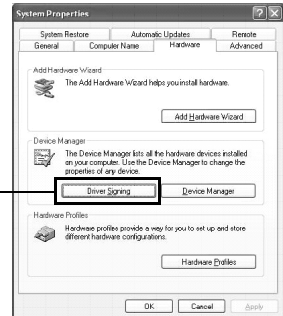 System Properties
System Restore Automatic Updates Remote
General Computer Name Hardware Advanced
Add Hardware Wizard
The Add Hardware Wizard helps you install hardware.
Add Hardware Wizard
Device Manager
The Device Manager lists all the hardware devices installed
on your computer. Use the Device Manager to change the
properties of any device.
Driver Signing Device Manager
Hardware Profiles
Hardware profiles provide a way for you to set up and store
different hardware configurations.
Hardware Profiles
OK Cancel Apply